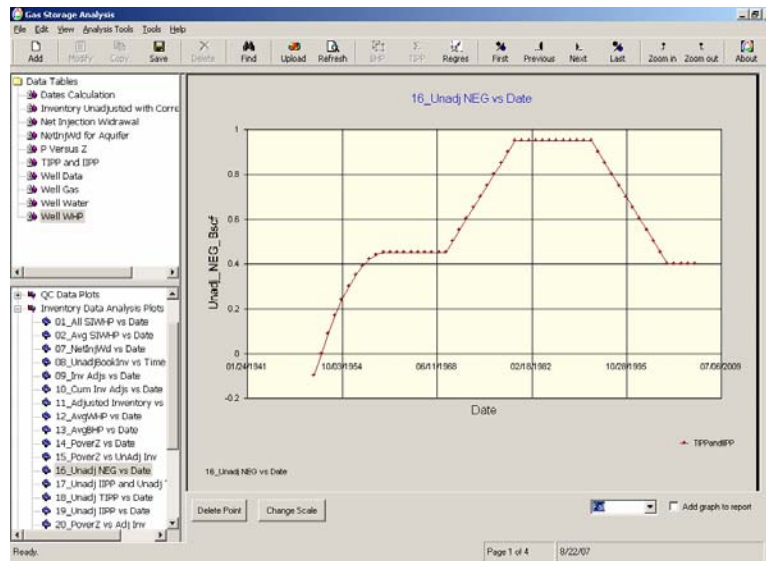 Gas Storage Analysis
File Edit View Analysis Tools Tools Help
Add Modify Copy Save Delete Find Upload Refresh BHP TIPP Regres First Previous Next Last Zoom in Zoom out About
Data Tables
Dates Calculation
Inventory Unadjusted with Corre
Net Injection Widrawal
NetInjWd for Aquifer
P Versus Z
TIPP and IIPP
Well Data
Well Gas
Well Water
Well WHP
QC Data Plots
Inventory Data Analysis Plots
01_All SIWHP vs Date
02_Avg SIWHP vs Date
07_NetInjWd vs Date
08_UnadjBookInv vs Time
09_Inv Adjs vs Date
10_Cum Inv Adjs vs Date
11_Adjusted Inventory vs
12_AvgWHP vs Date
13_AvgBHP vs Date
14_PoverZ vs Date
15_PoverZ vs UnAdj Inv
16_Unadj NEG vs Date
17_Unadj IIPP and Unadj
18_Unadj TIPP vs Date
19_Unadj IIPP vs Date
20_PoverZ vs Adj Inv
16_Unadj NEG vs Date
Unadj_NEG_Bscf
1
0.8
0.6
0.4
0.2
0
-0.2
01/24/1941 10/03/1954 06/11/1968 02/18/1982 10/28/1995 07/06/2009
Date
TIPPandIIPP
16_Unadj NEG vs Date
Delete Point Change Scale
Add graph to report
Ready. Page 1 of 4 8/22/07